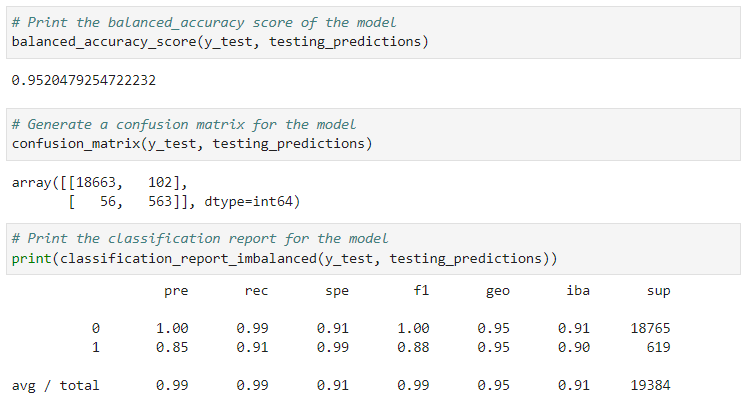 # Print the balanced_accuracy score of the model
balanced_accuracy_score(y_test, testing_predictions)
0.9520479254722232
# Generate a confusion matrix for the model
confusion_matrix(y_test, testing_predictions)
array([[18663,   102],
       [   56,   563]], dtype=int64)
# Print the classification report for the model
print(classification_report_imbalanced(y_test, testing_predictions))
pre rec spe f1 geo iba sup
0 1.00 0.99 0.91 1.00 0.95 0.91 18765
1 0.85 0.91 0.99 0.88 0.95 0.90 619
avg / total 0.99 0.99 0.91 0.99 0.95 0.91 19384